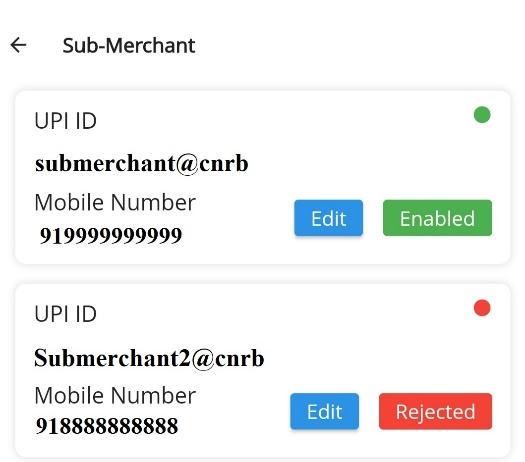 Sub-Merchant
UPI ID
submerchant@cnrb
Mobile Number
919999999999
Edit Enabled
UPI ID
Submerchant2@cnrb
Mobile Number
918888888888
Edit Rejected